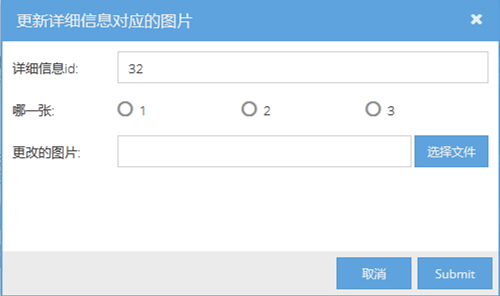 更新详细信息对应的图片
详细信息id: 32
哪一张: 1 2 3
更改的图片: 选择文件
取消 Submit